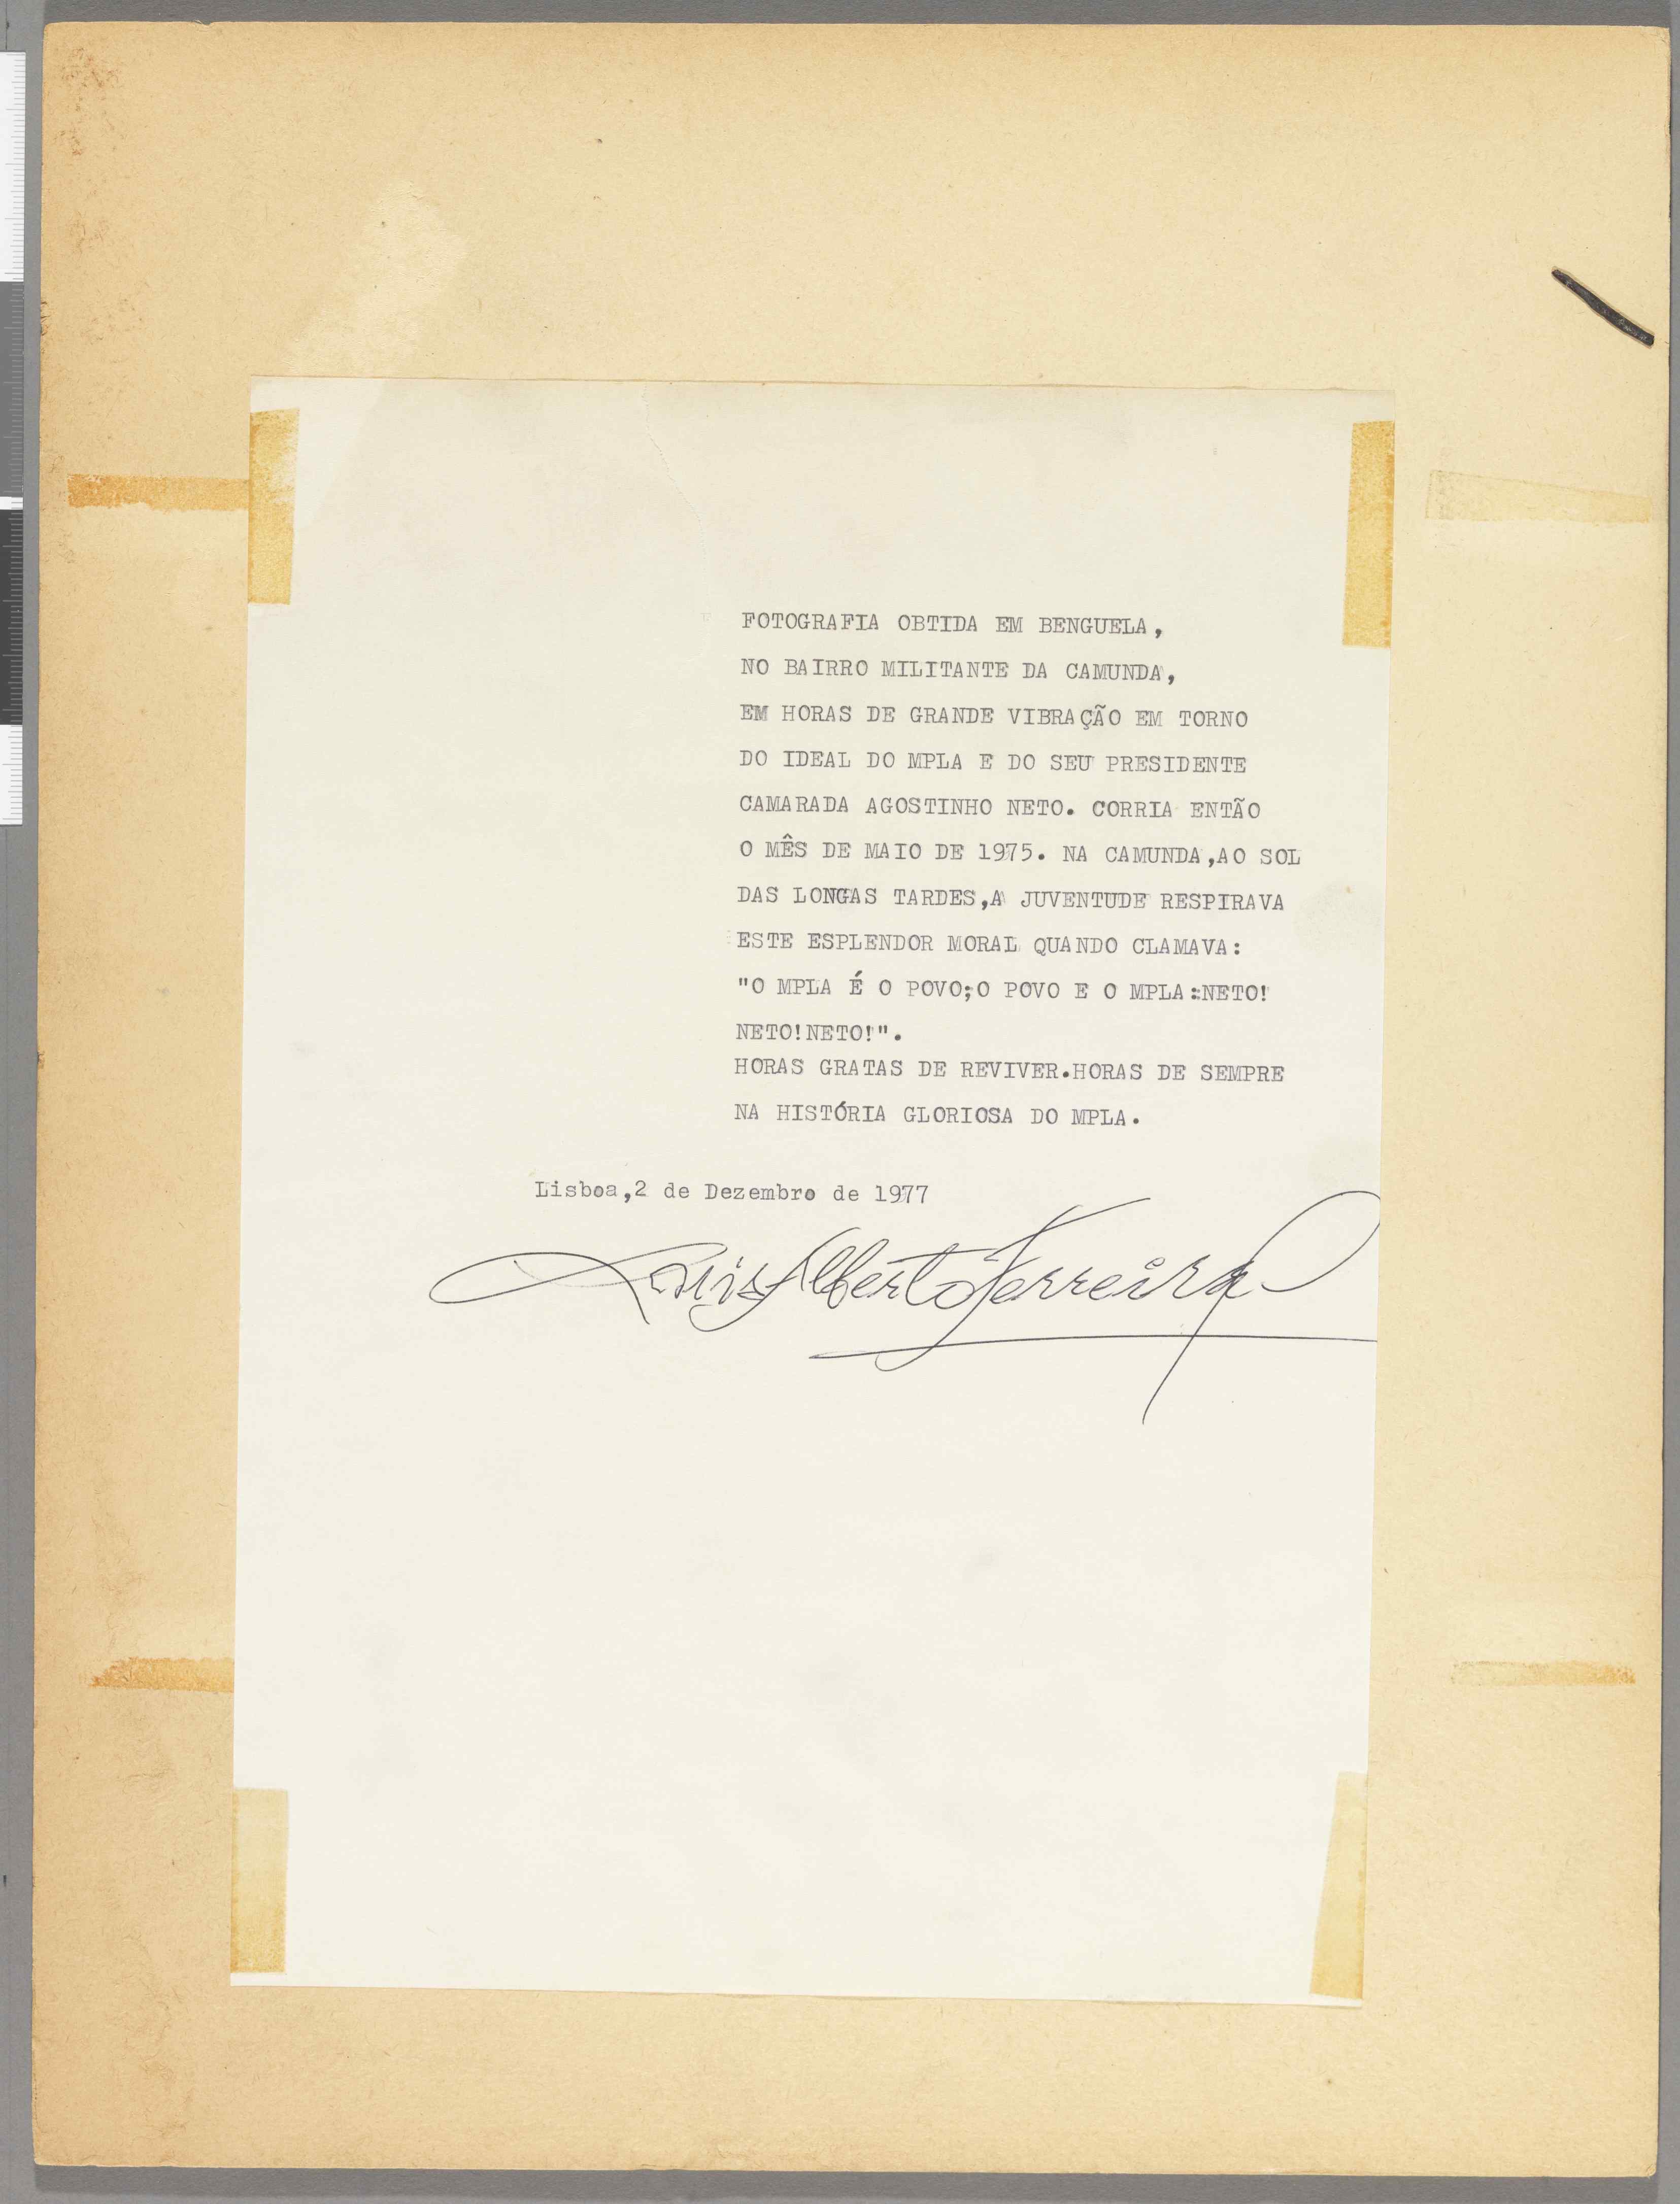 FOTOGRAFIA OBTIDA EM BENGUELA,
NO BAIRRO MILITANTE DA CAMUNDA,
EM HORAS DE GRANDE VIBRAÇÃO EM TORNO
DO IDEAL DO MPLA E DO SEU PRESIDENTE
CAMARADA AGOSTINHO NETO. CORRIA ENTÃO
O MÊS DE MAIO DE 1975. NA CAMUNDA,AO SOL
DAS LONGAS TARDES,A JUVENTUDE RESPIRAVA
ESTE ESPLENDOR MORAL QUANDO CLAMAVA:
"O MPLA É O POVO;O POVO E O MPLA:NETO!
NETO!NETO!".
HORAS GRATAS DE REVIVER.HORAS DE SEMPRE
NA HISTÓRIA GLORIOSA DO MPLA.
Lisboa,2 de Dezembro de 1977
Luis Alberto Ferreira